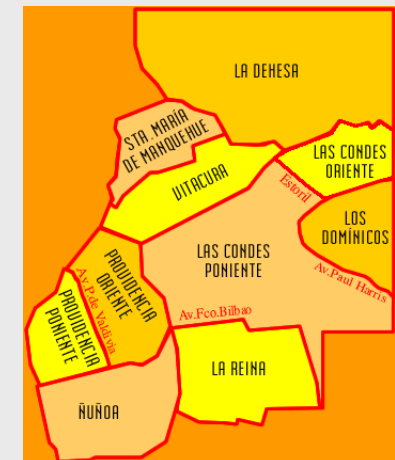 LA DEHESA
STA. MARÍA
DE MANQUEHUE
LAS CONDES
ORIENTE
VITACURA
Estoril
LOS
DOMÍNICOS
LAS CONDES
PONIENTE
PROVIDENCIA
ORIENTE
Av.P.de Valdivia
Av.Paul Harris
PROVIDENCIA
PONIENTE
Av.Fco.Bilbao
LA REINA
ÑUÑOA